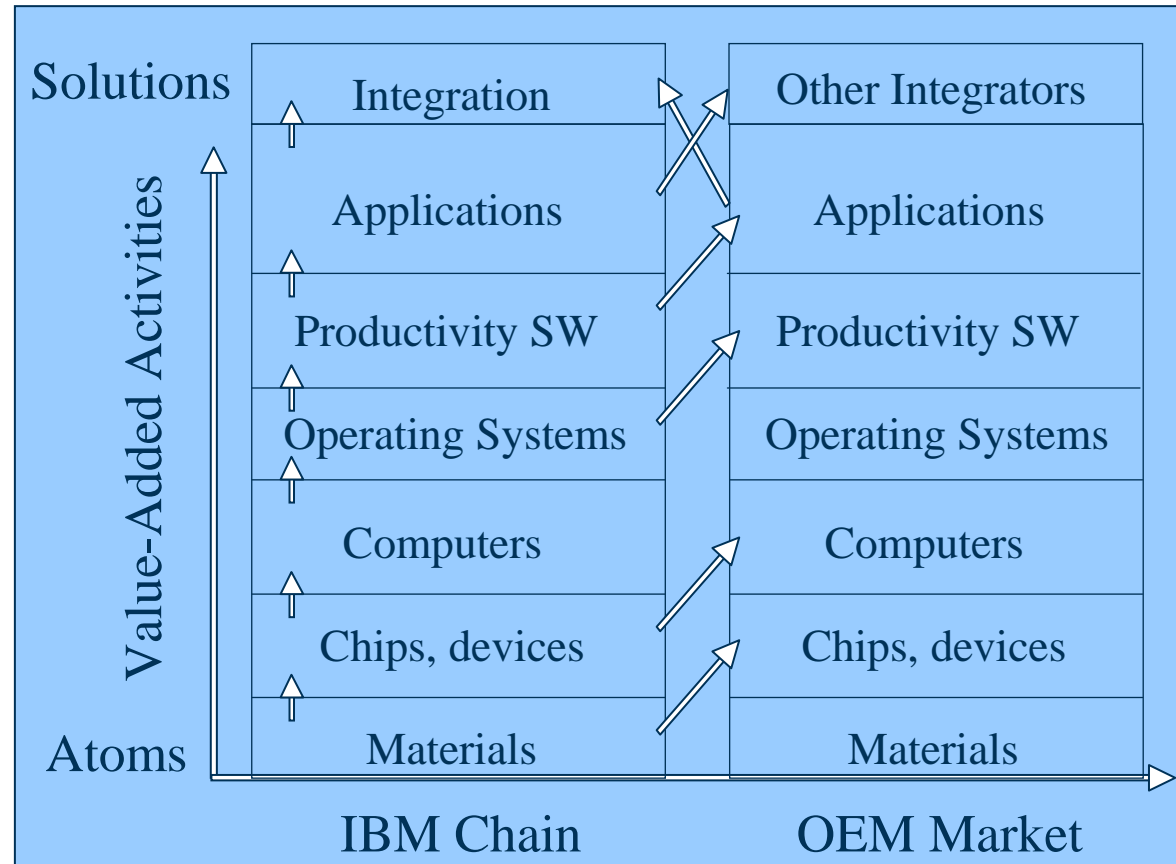 Solutions
Integration
Other Integrators
Applications
Applications
Value-Added Activities
Productivity SW
Productivity SW
Operating Systems
Operating Systems
Computers
Computers
Chips, devices
Chips, devices
Atoms
Materials
Materials
IBM Chain
OEM Market